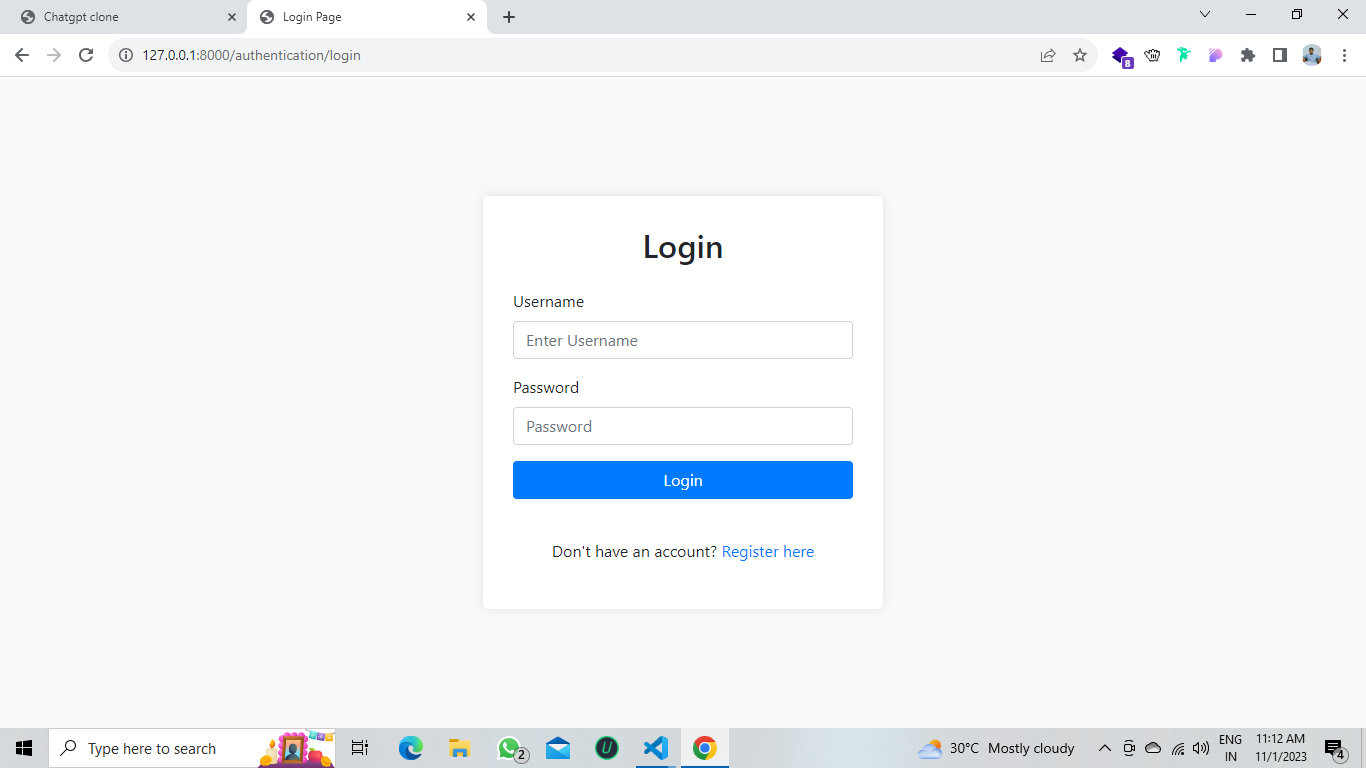 Chatgpt clone
Login Page
127.0.0.1:8000/authentication/login
8
Login
Username
Enter Username
Password
Password
Login
Don't have an account? Register here
Type here to search
2
U
30°C Mostly cloudy
ENG
IN
11:12 AM
11/1/2023
4